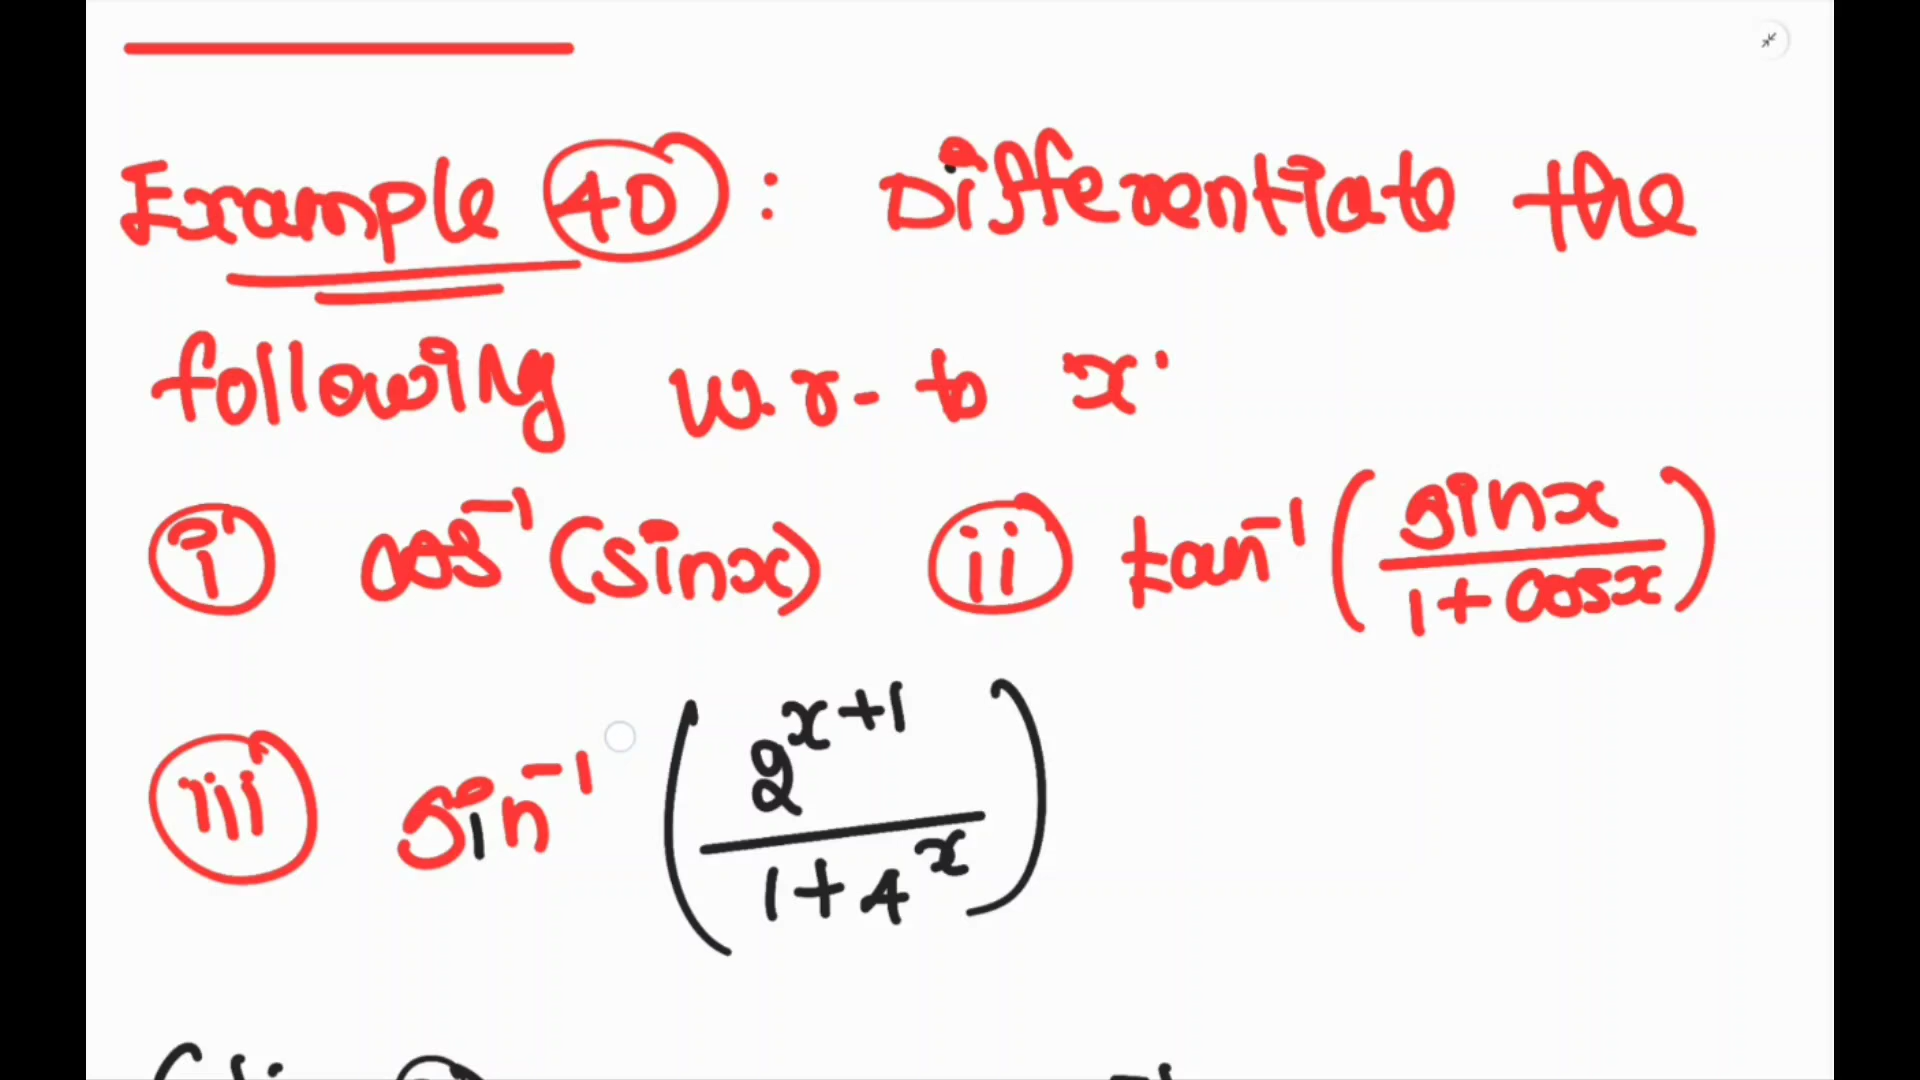 Example 40 : Differentiate the
following w.r.to x.
i cos⁻¹ (sinx) ii tan⁻¹ (sinx / 1+cosx)
iii sin⁻¹ (2^(x+1) / 1+4^x)